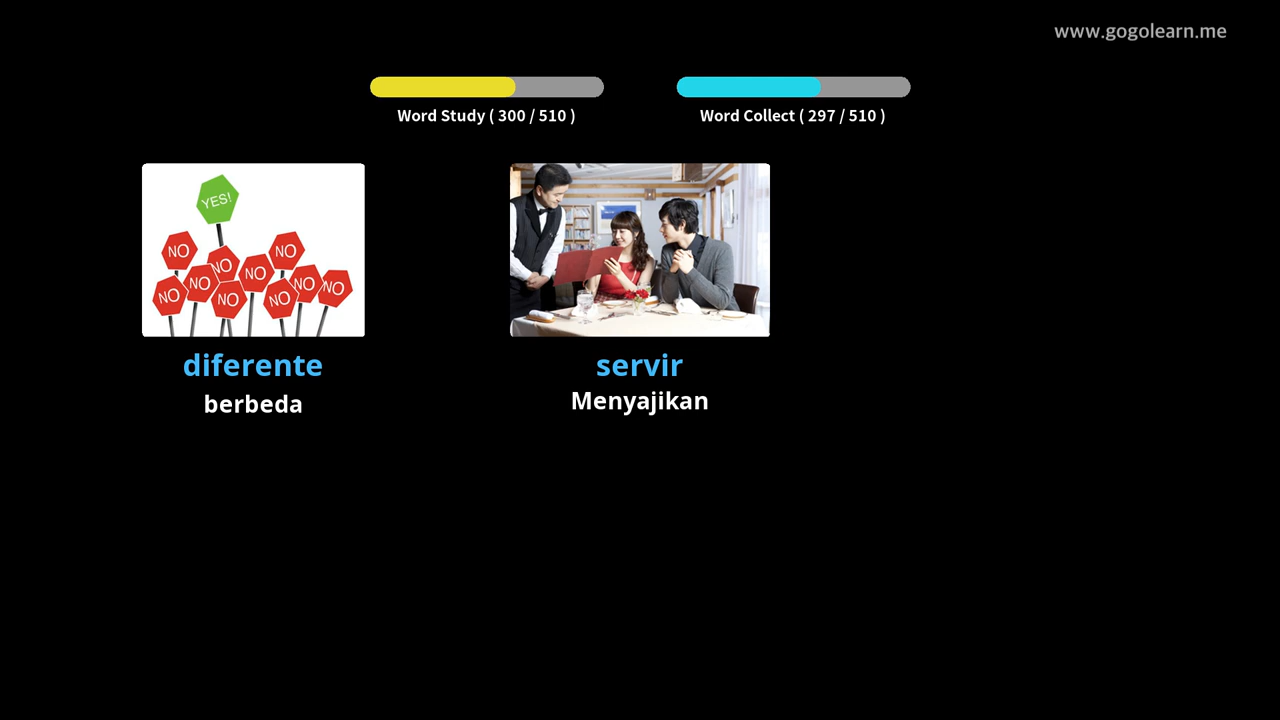 www.gogolearn.me
Word Study ( 300 / 510 )
Word Collect ( 297 / 510 )
YES!
NO
NO
NO
NO
NO
NO
NO
NO
NO
NO
diferente
berbeda
servir
Menyajikan